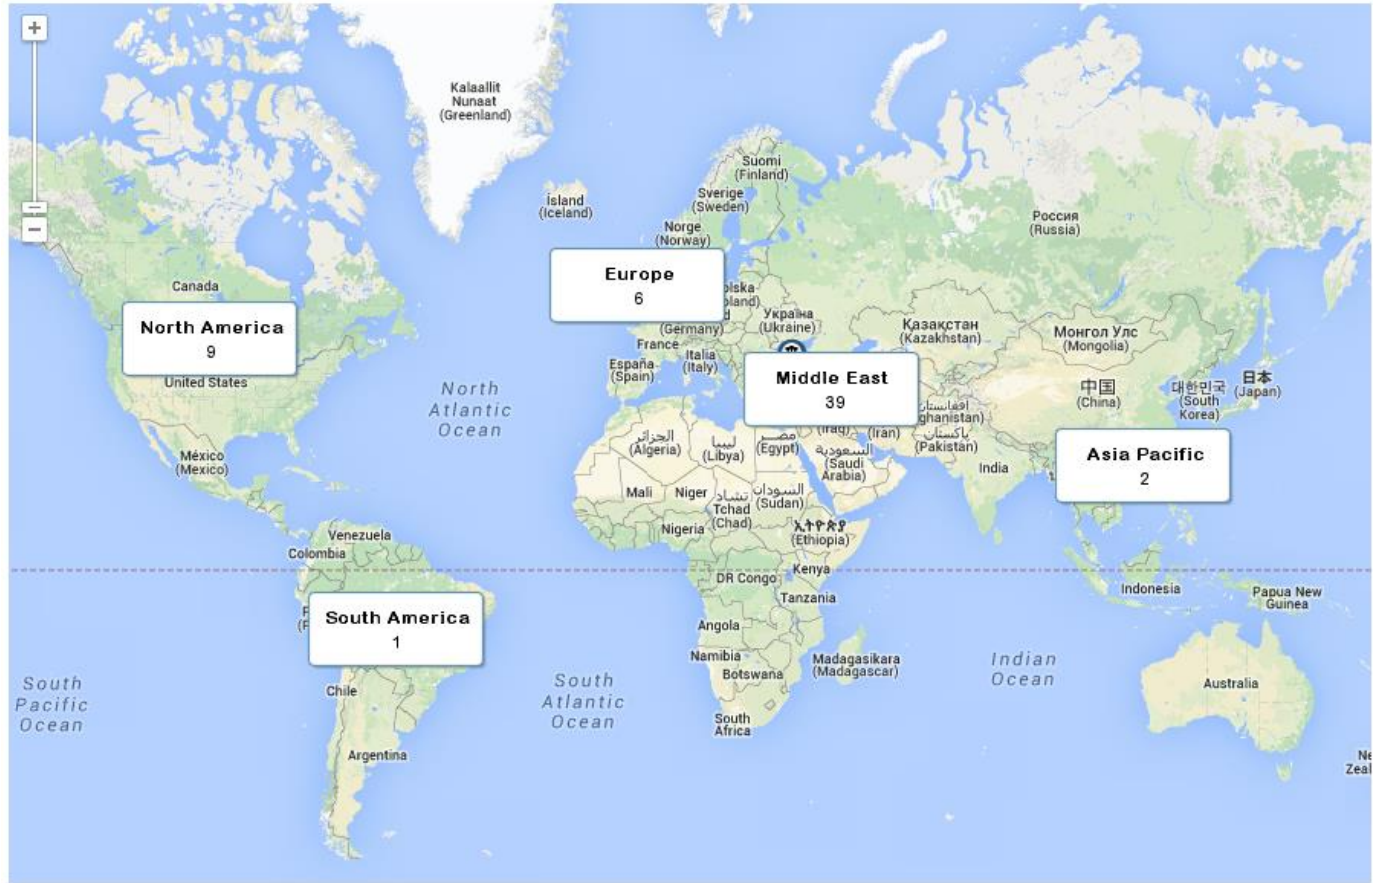 +
−
Kalaallit
Nunaat
(Greenland)
Ísland
(Iceland)
Suomi
(Finland)
Sverige
(Sweden)
Norge
(Norway)
Россия
(Russia)
Canada
Europe
6
North America
9
United States
Україна
(Ukraine)
(Germany)
France
Italia
(Italy)
España
(Spain)
Қазақстан
(Kazakhstan)
Монгол Улс
(Mongolia)
中国
(China)
대한민국
(South
Korea)
日本
(Japan)
North
Atlantic
Ocean
Middle East
39
México
(Mexico)
الجزائر
(Algeria)
ليبيا
(Libya)
مصر
(Egypt)
(Iraq)
(Iran)
السعودية
(Saudi
Arabia)
افغانستان
پاکستان
(Pakistan)
India
Asia Pacific
2
Mali
Niger
تشاد
Tchad
(Chad)
السودان
(Sudan)
Nigeria
ኢትዮጵያ
(Ethiopia)
Venezuela
Colombia
DR Congo
Kenya
Tanzania
Indonesia
Papua New
Guinea
South America
1
Angola
Namibia
Botswana
Madagasikara
(Madagascar)
South
Africa
Indian
Ocean
Australia
South
Pacific
Ocean
South
Atlantic
Ocean
Chile
Argentina